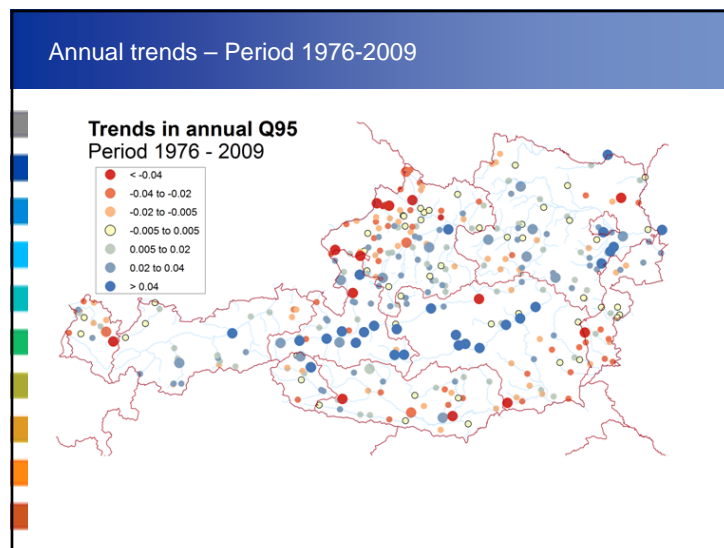 Annual trends – Period 1976-2009
Trends in annual Q95
Period 1976 - 2009
< -0.04
-0.04 to -0.02
-0.02 to -0.005
-0.005 to 0.005
0.005 to 0.02
0.02 to 0.04
> 0.04